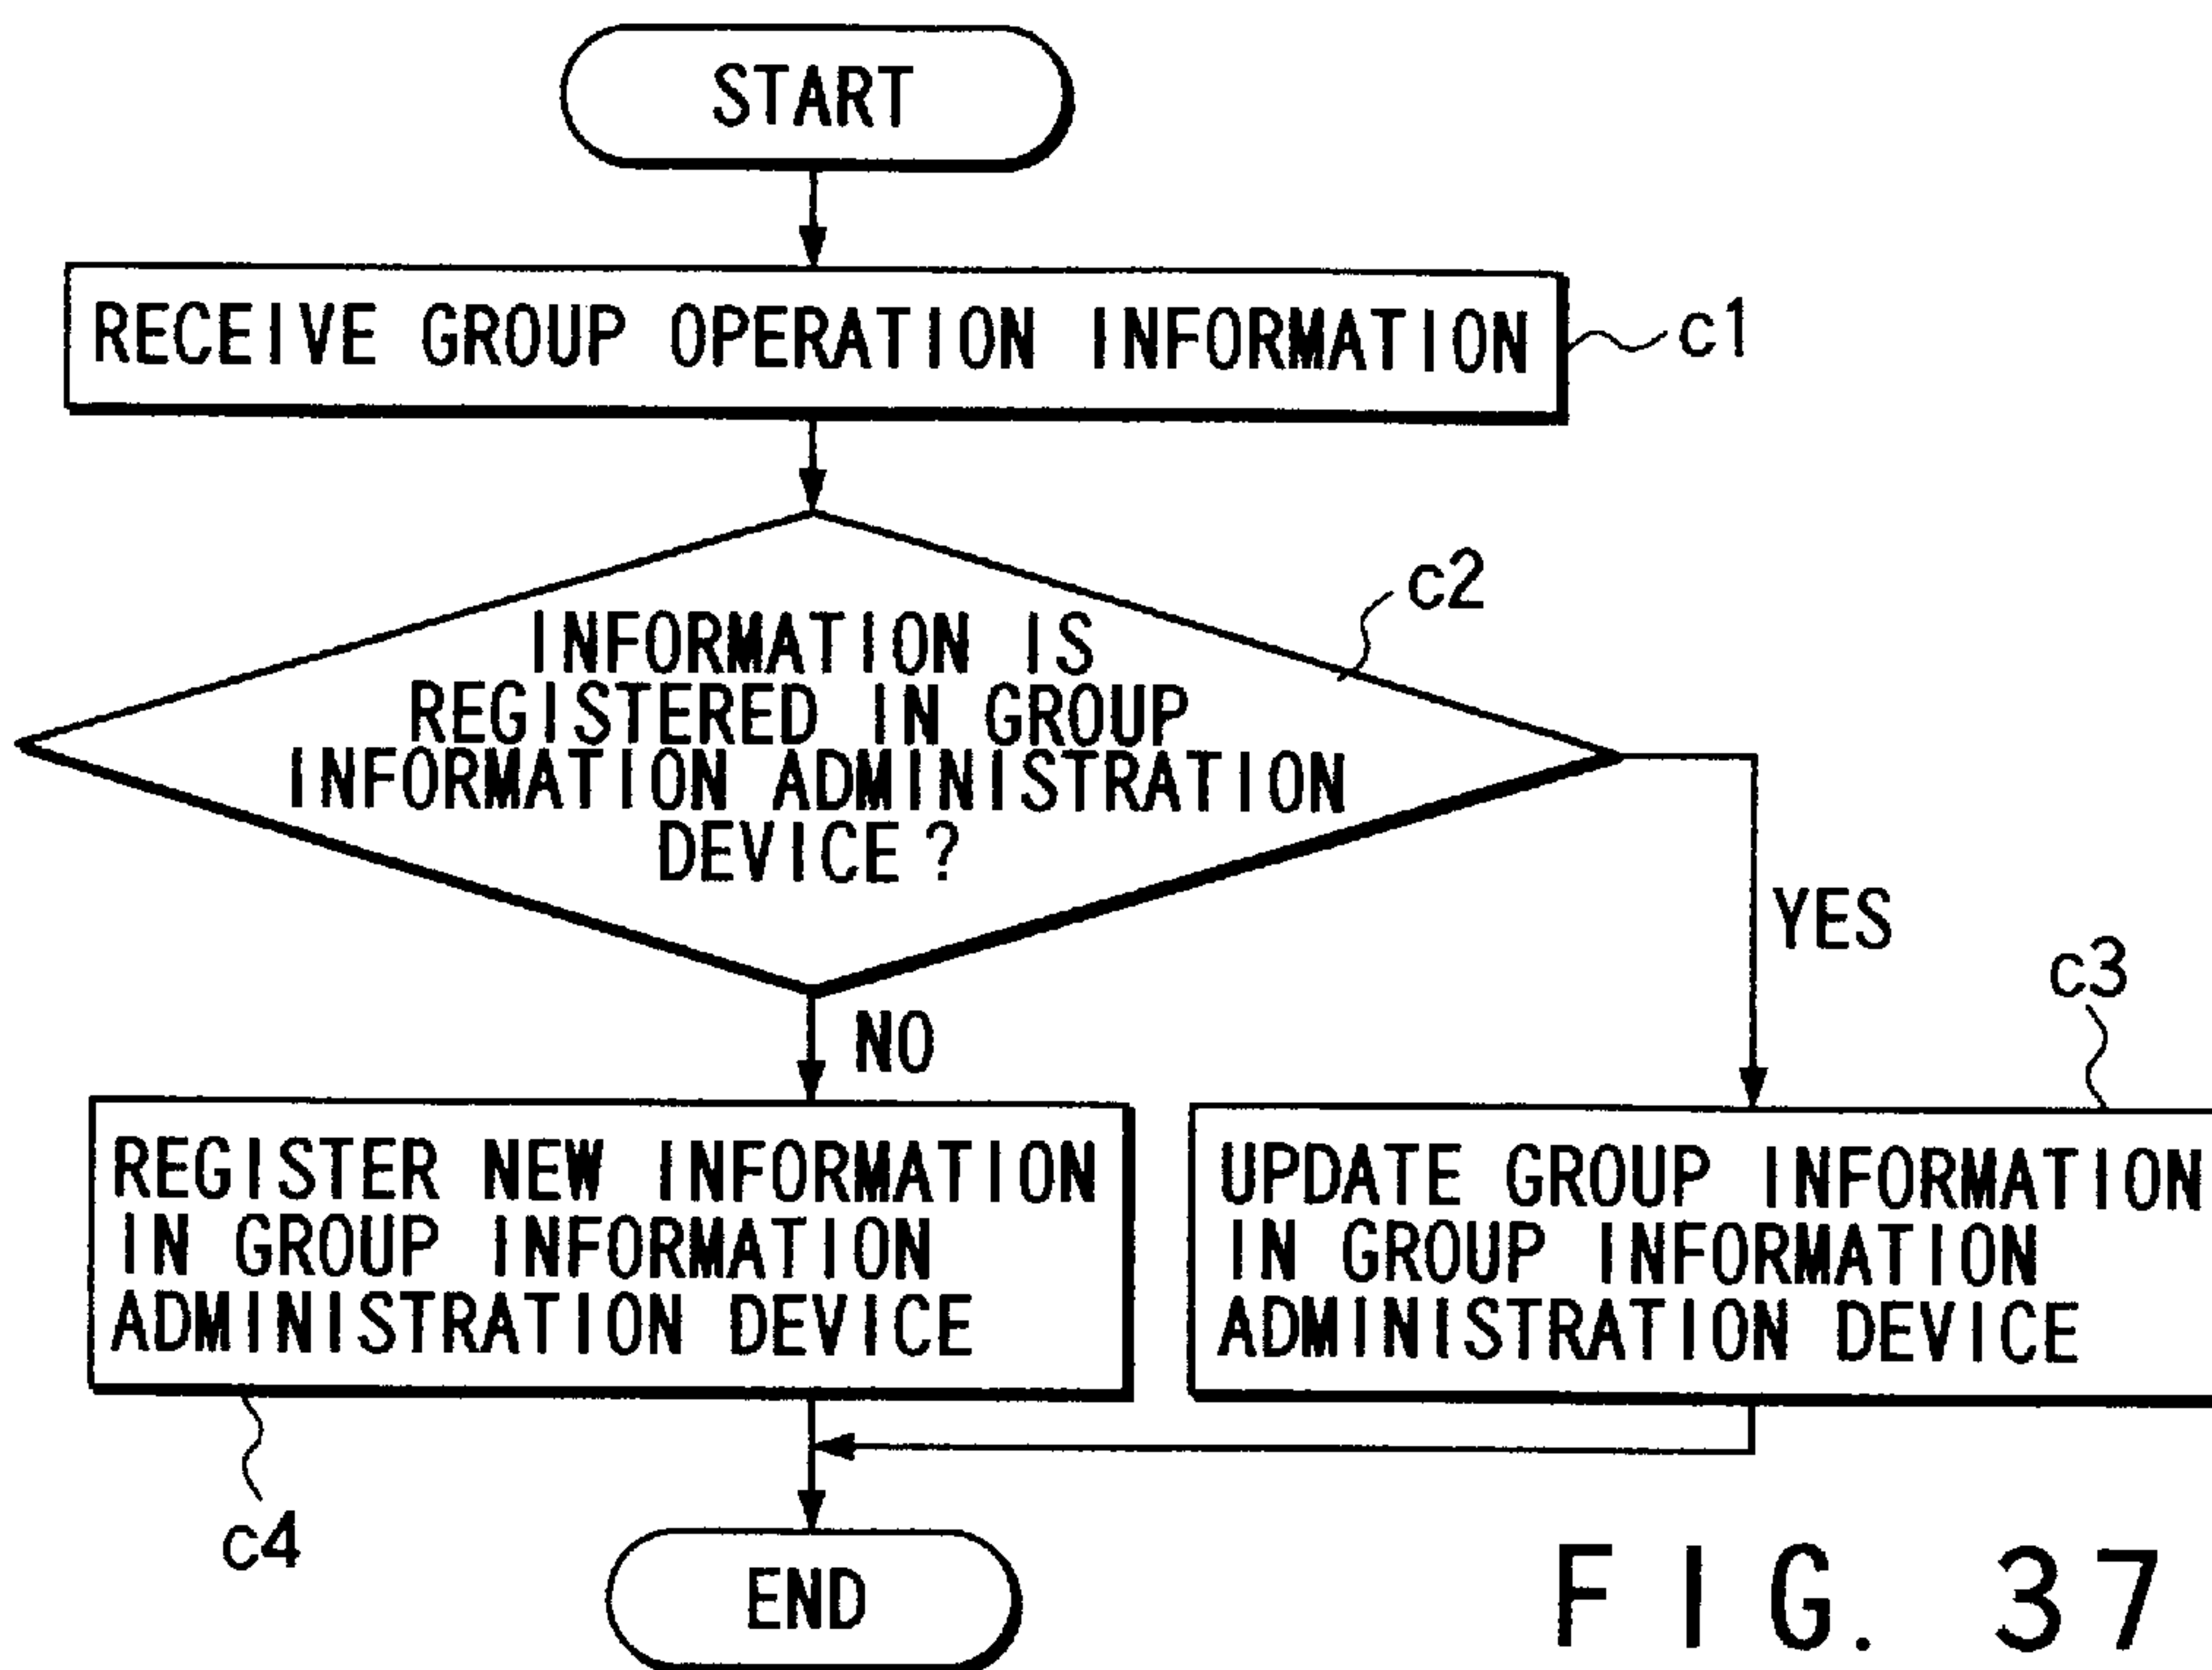 START
RECEIVE GROUP OPERATION INFORMATION
c1
c2
INFORMATION IS
REGISTERED IN GROUP
INFORMATION ADMINISTRATION
DEVICE?
YES
c3
NO
REGISTER NEW INFORMATION
IN GROUP INFORMATION
ADMINISTRATION DEVICE
UPDATE GROUP INFORMATION
IN GROUP INFORMATION
ADMINISTRATION DEVICE
c4
END
FIG. 37